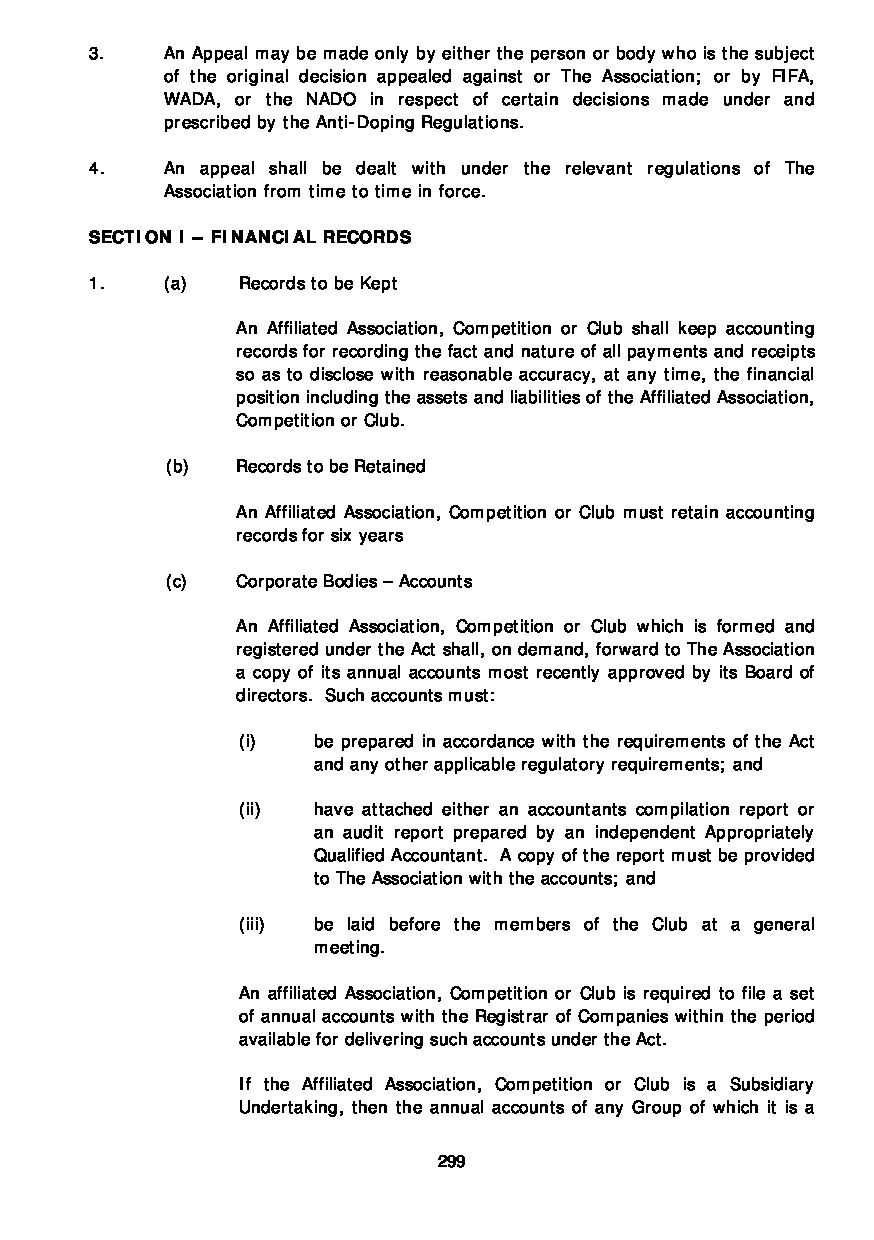 3. An Appeal may be made only by either the person or body who is the subject
of the original decision appealed against or The Association; or by FIFA,
WADA, or the NADO in respect of certain decisions made under and
prescribed by the Anti-Doping Regulations.
4. An appeal shall be dealt with under the relevant regulations of The
Association from time to time in force.
SECTION I – FINANCIAL RECORDS
1. (a) Records to be Kept
An Affiliated Association, Competition or Club shall keep accounting
records for recording the fact and nature of all payments and receipts
so as to disclose with reasonable accuracy, at any time, the financial
position including the assets and liabilities of the Affiliated Association,
Competition or Club.
(b) Records to be Retained
An Affiliated Association, Competition or Club must retain accounting
records for six years
(c) Corporate Bodies – Accounts
An Affiliated Association, Competition or Club which is formed and
registered under the Act shall, on demand, forward to The Association
a copy of its annual accounts most recently approved by its Board of
directors. Such accounts must:
(i) be prepared in accordance with the requirements of the Act
and any other applicable regulatory requirements; and
(ii) have attached either an accountants compilation report or
an audit report prepared by an independent Appropriately
Qualified Accountant. A copy of the report must be provided
to The Association with the accounts; and
(iii) be laid before the members of the Club at a general
meeting.
An affiliated Association, Competition or Club is required to file a set
of annual accounts with the Registrar of Companies within the period
available for delivering such accounts under the Act.
If the Affiliated Association, Competition or Club is a Subsidiary
Undertaking, then the annual accounts of any Group of which it is a
299